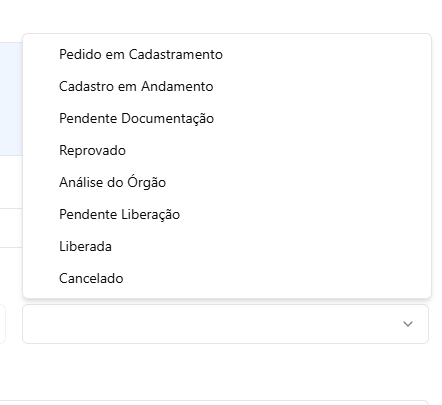 Pedido em Cadastramento
Cadastro em Andamento
Pendente Documentação
Reprovado
Análise do Órgão
Pendente Liberação
Liberada
Cancelado